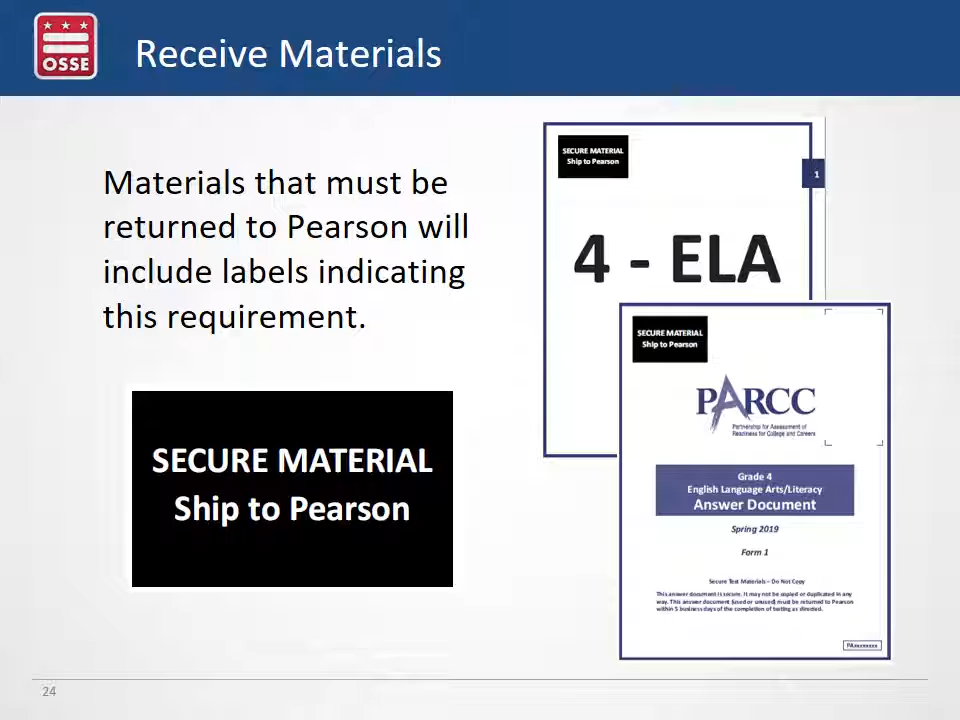 OSSE
Receive Materials
Materials that must be
returned to Pearson will
include labels indicating
this requirement.
SECURE MATERIAL
Ship to Pearson
SECURE MATERIAL
Ship to Pearson
1
4 - ELA
SECURE MATERIAL
Ship to Pearson
PARCC
Partnership for Assessment of
Readiness for College and Careers
Grade 4
English Language Arts/Literacy
Answer Document
Spring 2019
Form 1
Secure Test Materials – Do Not Copy
This answer document is secure. It may not be copied or duplicated in any
way. This answer document (used or unused) must be returned to Pearson
within 5 business days of the completion of testing as directed.
24